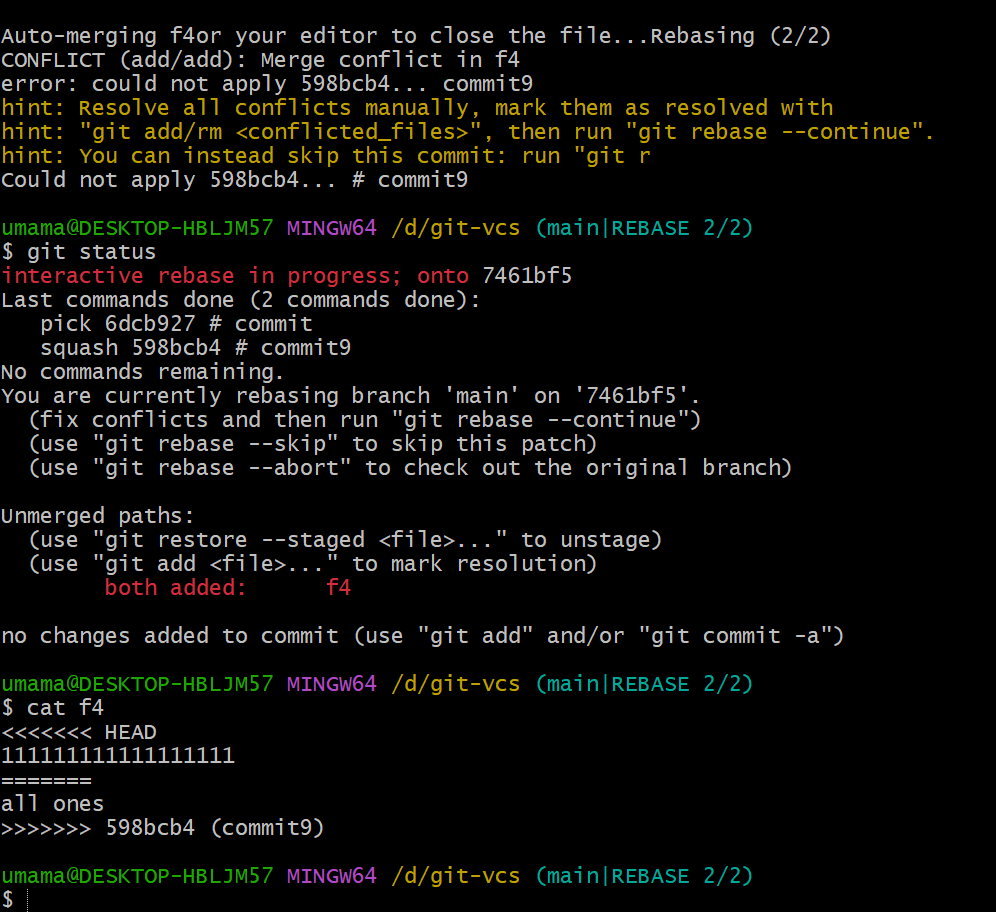 Auto-merging f4or your editor to close the file...Rebasing (2/2)
CONFLICT (add/add): Merge conflict in f4
error: could not apply 598bcb4... commit9
hint: Resolve all conflicts manually, mark them as resolved with
hint: "git add/rm <conflicted_files>", then run "git rebase --continue".
hint: You can instead skip this commit: run "git r
Could not apply 598bcb4... # commit9
umama@DESKTOP-HBLJM57 MINGW64 /d/git-vcs (main|REBASE 2/2)
$ git status
interactive rebase in progress; onto 7461bf5
Last commands done (2 commands done):
   pick 6dcb927 # commit
   squash 598bcb4 # commit9
No commands remaining.
You are currently rebasing branch 'main' on '7461bf5'.
  (fix conflicts and then run "git rebase --continue")
  (use "git rebase --skip" to skip this patch)
  (use "git rebase --abort" to check out the original branch)
Unmerged paths:
  (use "git restore --staged <file>..." to unstage)
  (use "git add <file>..." to mark resolution)
        both added:      f4
no changes added to commit (use "git add" and/or "git commit -a")
umama@DESKTOP-HBLJM57 MINGW64 /d/git-vcs (main|REBASE 2/2)
$ cat f4
<<<<<<< HEAD
111111111111111111
=======
all ones
>>>>>>> 598bcb4 (commit9)
umama@DESKTOP-HBLJM57 MINGW64 /d/git-vcs (main|REBASE 2/2)
$